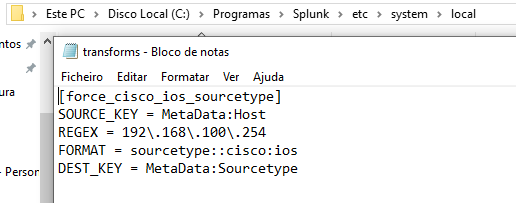 Este PC > Disco Local (C:) > Programas > Splunk > etc > system > local
transforms - Bloco de notas
Ficheiro Editar Formatar Ver Ajuda
[force_cisco_ios_sourcetype]
SOURCE_KEY = MetaData:Host
REGEX = 192\.168\.100\.254
FORMAT = sourcetype::cisco:ios
DEST_KEY = MetaData:Sourcetype
ntos
ura
- Person